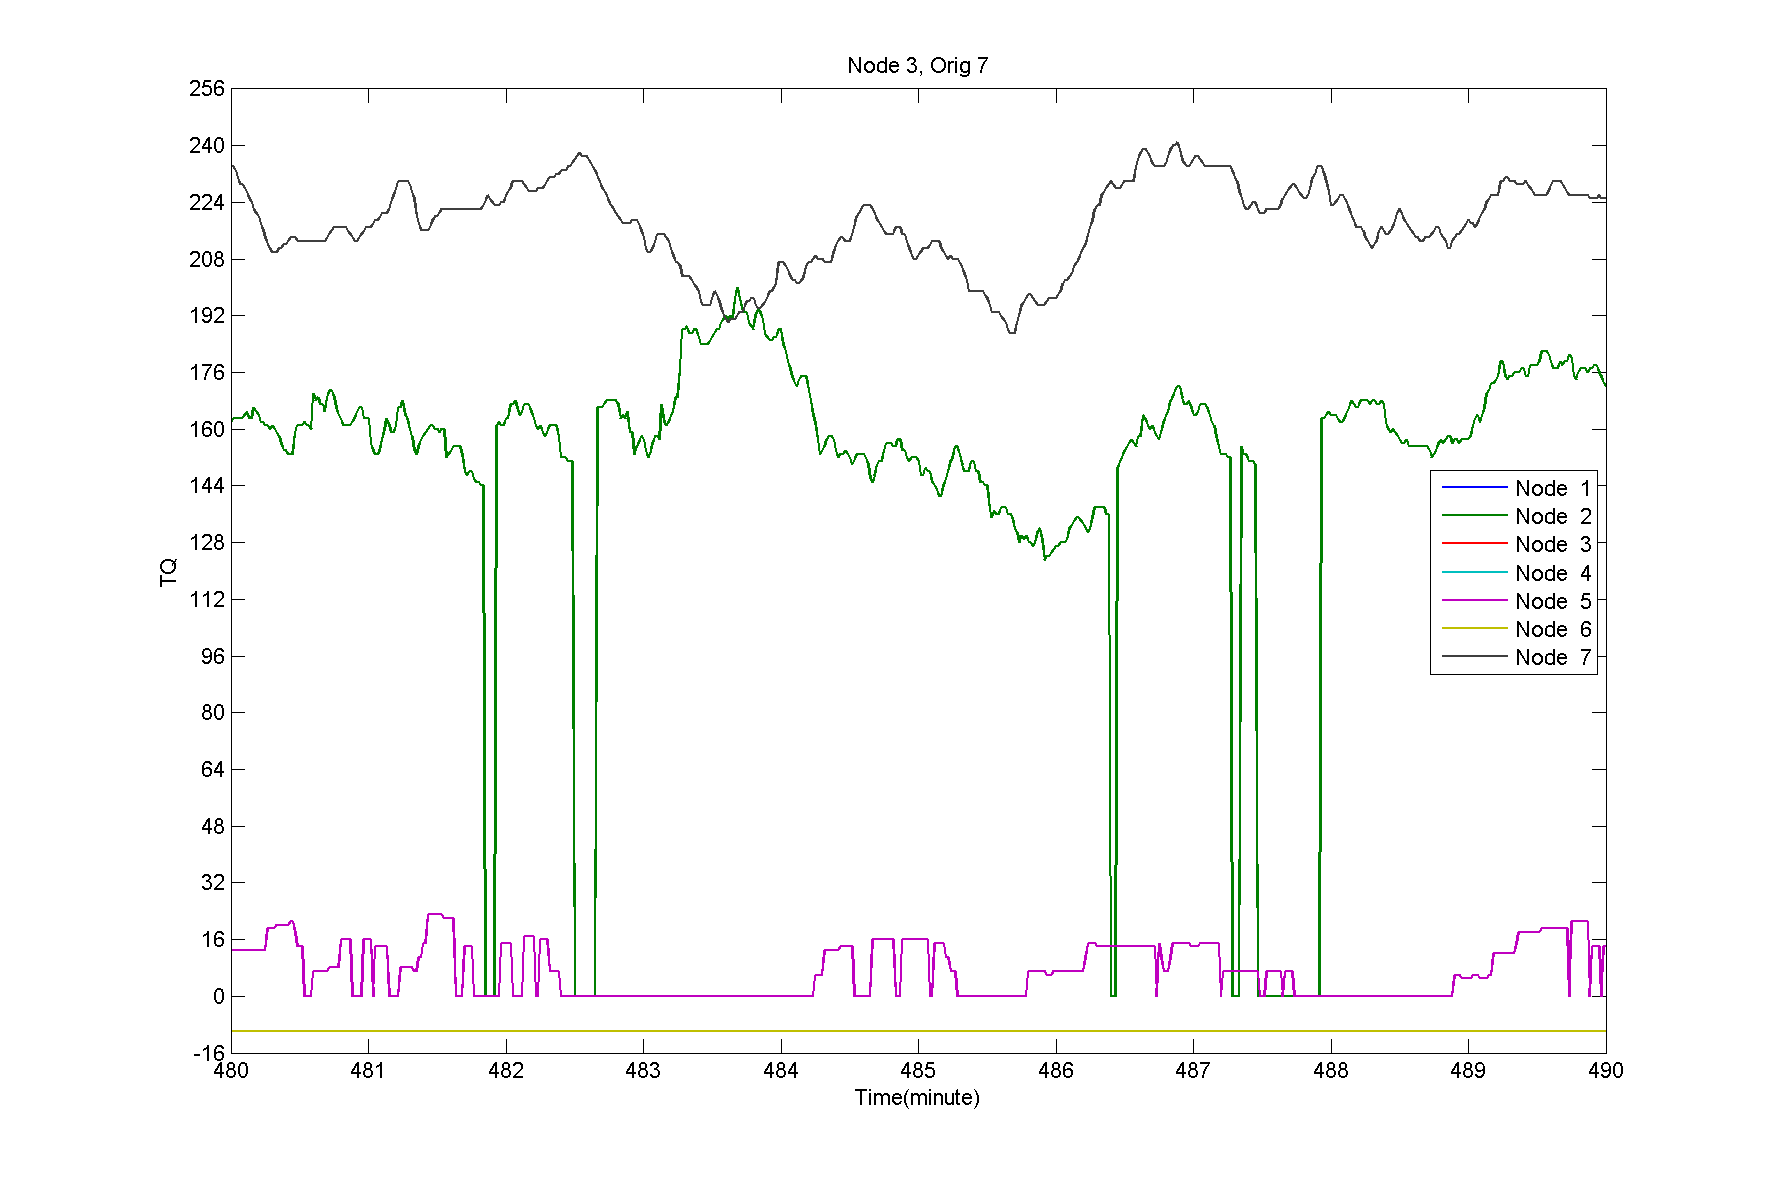 Node 3, Orig 7
256
240
224
208
192
176
160
144
128
112
96
80
64
48
32
16
0
-16
TQ
Node 1
Node 2
Node 3
Node 4
Node 5
Node 6
Node 7
480 481 482 483 484 485 486 487 488 489 490
Time(minute)